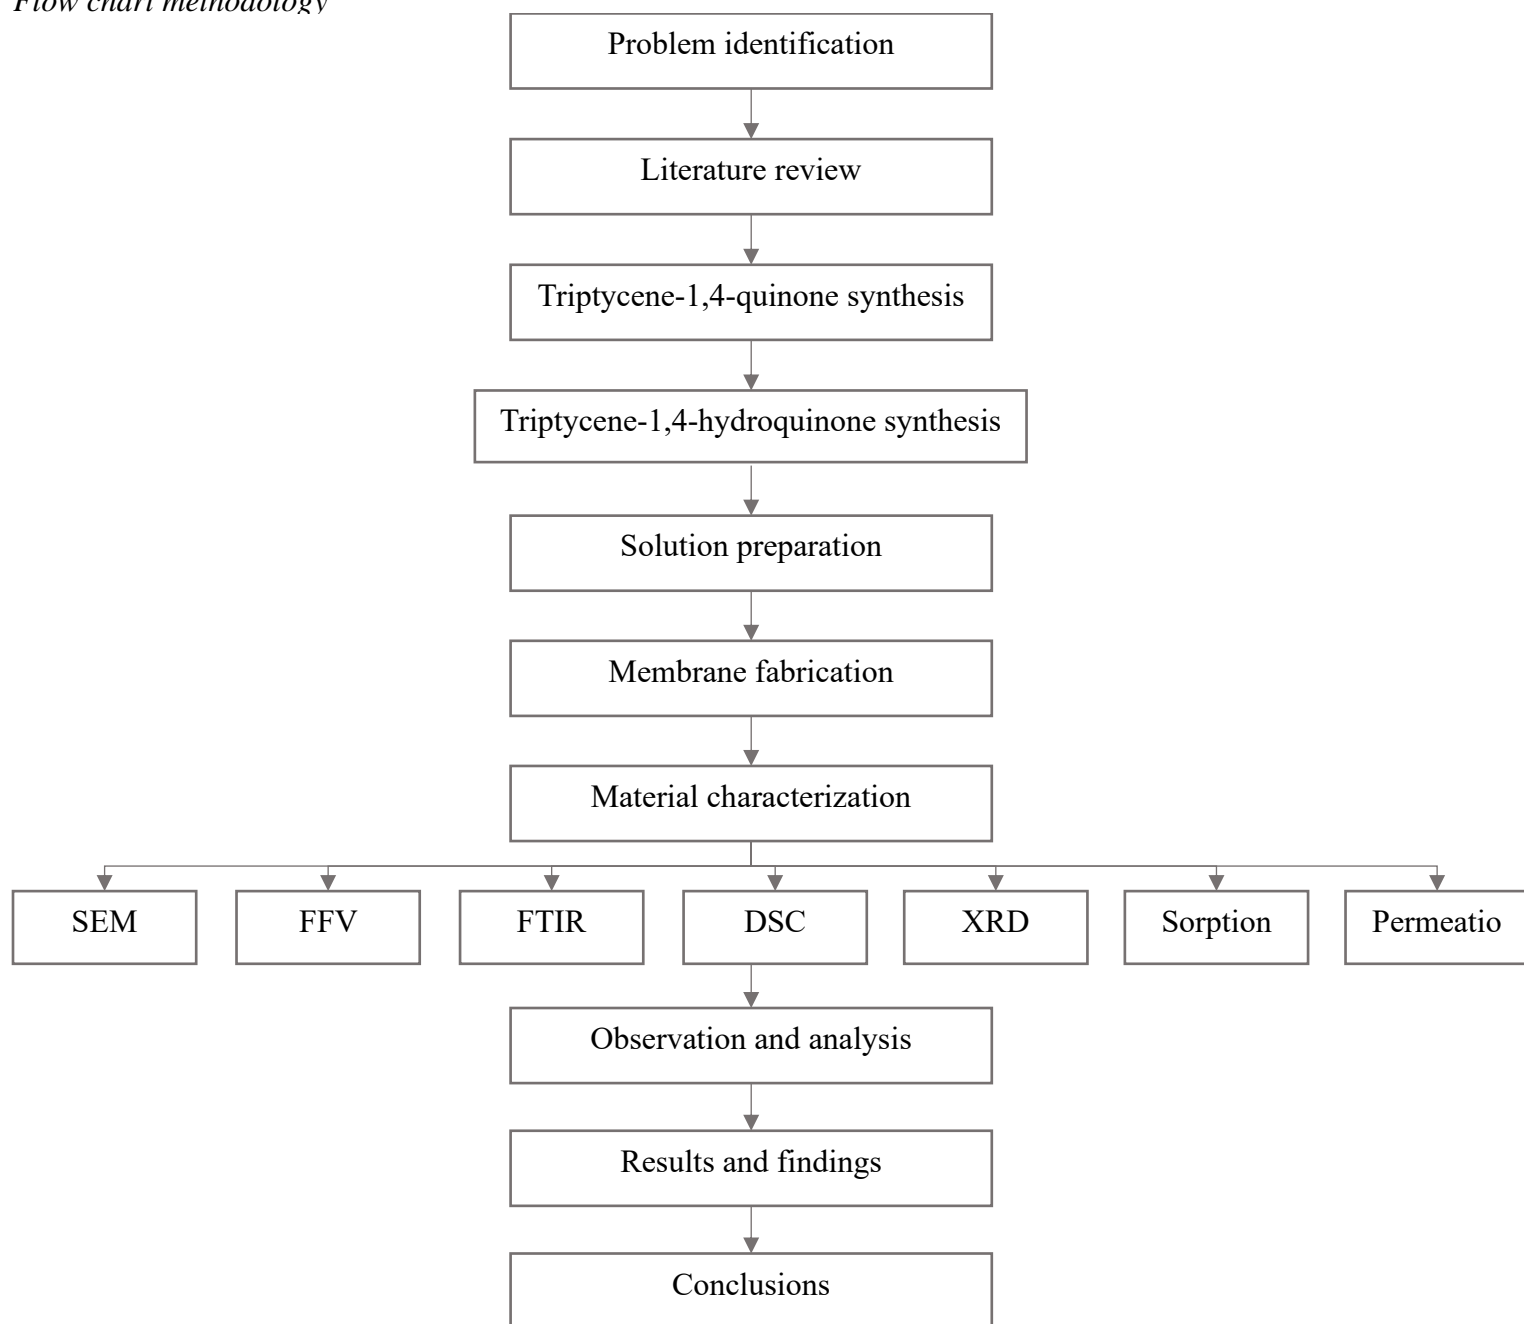 Flow chart methodology
Problem identification
Literature review
Triptycene-1,4-quinone synthesis
Triptycene-1,4-hydroquinone synthesis
Solution preparation
Membrane fabrication
Material characterization
SEM FFV FTIR DSC XRD Sorption Permeatio
Observation and analysis
Results and findings
Conclusions